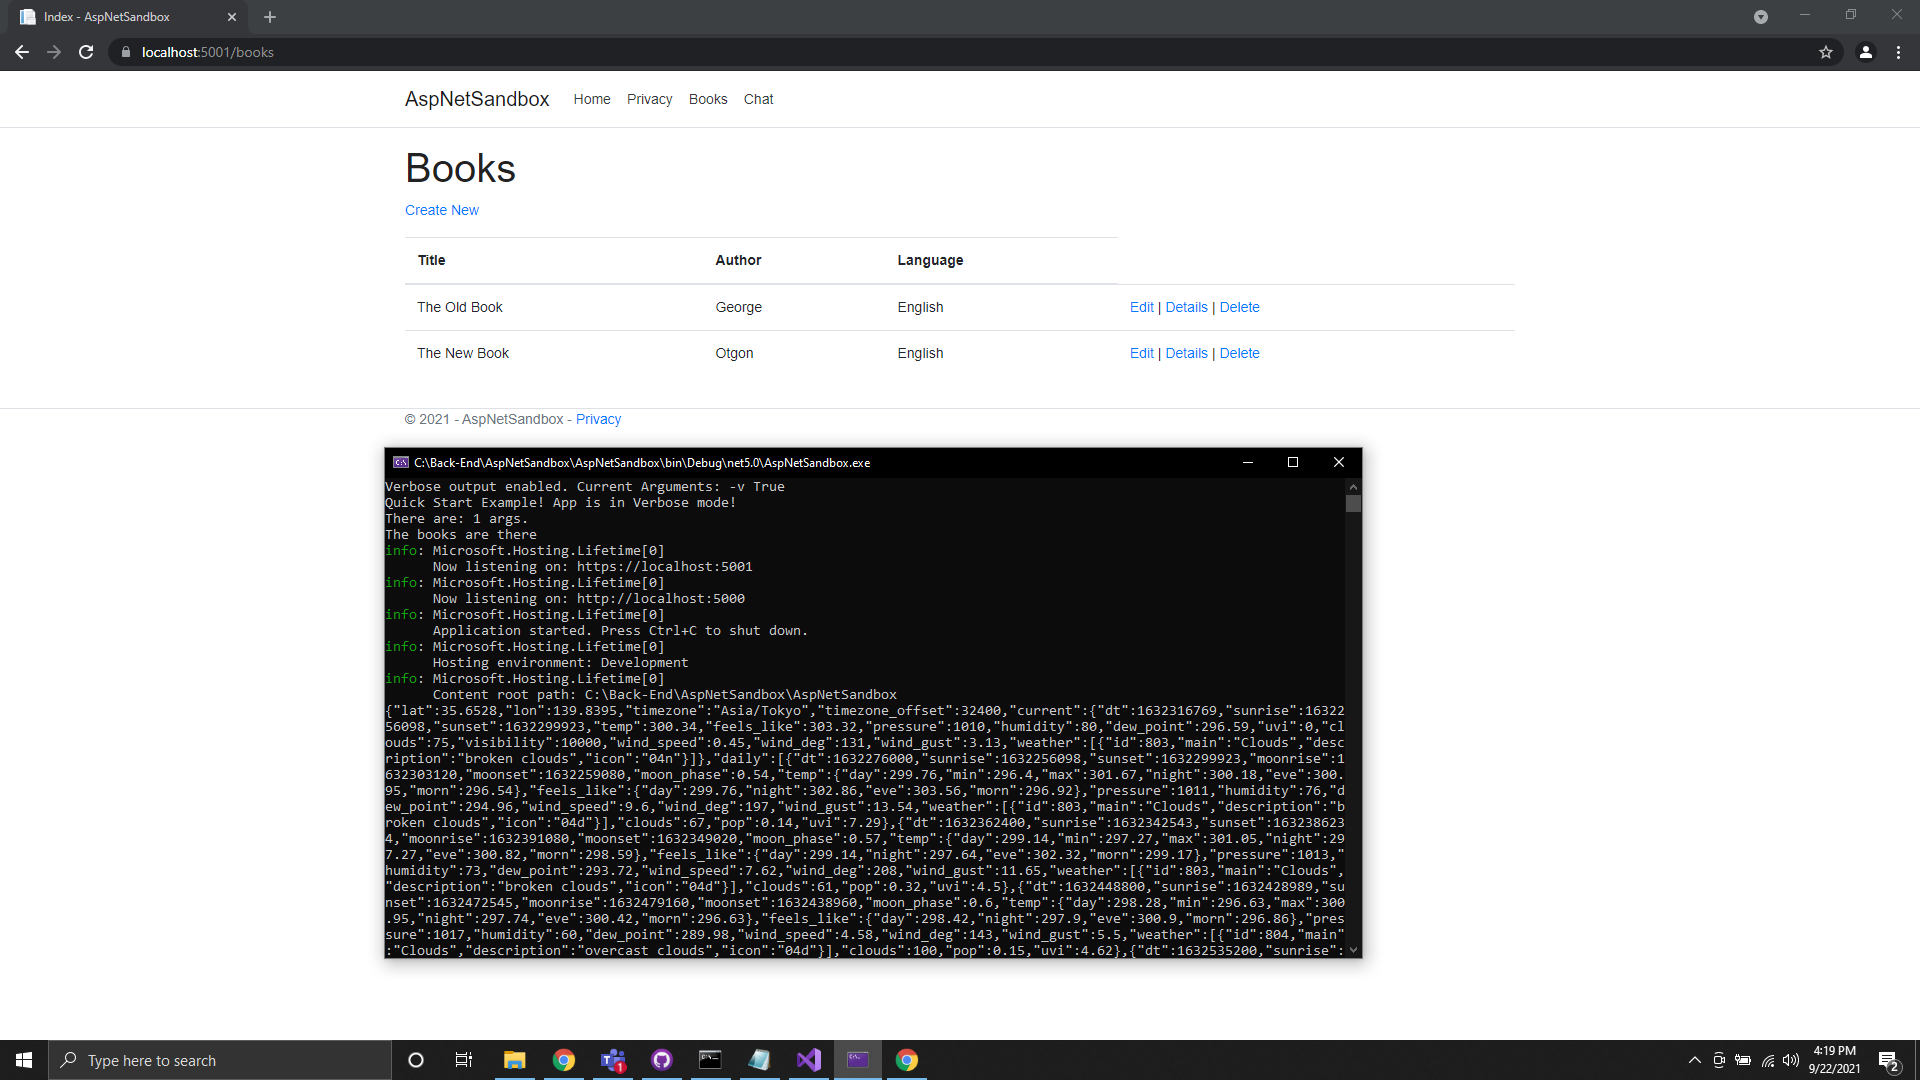 Index - AspNetSandbox
localhost:5001/books
AspNetSandbox Home Privacy Books Chat
Books
Create New
Title Author Language
The Old Book George English Edit | Details | Delete
The New Book Otgon English Edit | Details | Delete
© 2021 - AspNetSandbox - Privacy
C:\Back-End\AspNetSandbox\AspNetSandbox\bin\Debug\net5.0\AspNetSandbox.exe
Verbose output enabled. Current Arguments: -v True
Quick Start Example! App is in Verbose mode!
There are: 1 args.
The books are there
info: Microsoft.Hosting.Lifetime[0]
Now listening on: https://localhost:5001
info: Microsoft.Hosting.Lifetime[0]
Now listening on: http://localhost:5000
info: Microsoft.Hosting.Lifetime[0]
Application started. Press Ctrl+C to shut down.
info: Microsoft.Hosting.Lifetime[0]
Hosting environment: Development
info: Microsoft.Hosting.Lifetime[0]
Content root path: C:\Back-End\AspNetSandbox\AspNetSandbox
{"lat":35.6528,"lon":139.8395,"timezone":"Asia/Tokyo","timezone_offset":32400,"current":{"dt":1632316769,"sunrise":16322
56098,"sunset":1632299923,"temp":300.34,"feels_like":303.32,"pressure":1010,"humidity":80,"dew_point":296.59,"uvi":0,"cl
ouds":75,"visibility":10000,"wind_speed":0.45,"wind_deg":131,"wind_gust":3.13,"weather":[{"id":803,"main":"Clouds","desc
ription":"broken clouds","icon":"04n"}]},"daily":[{"dt":1632276000,"sunrise":1632256098,"sunset":1632299923,"moonrise":1
632303120,"moonset":1632259080,"moon_phase":0.54,"temp":{"day":299.76,"min":296.4,"max":301.67,"night":300.18,"eve":300.
95,"morn":296.54},"feels_like":{"day":299.76,"night":302.86,"eve":303.56,"morn":296.92},"pressure":1011,"humidity":76,"d
ew_point":294.96,"wind_speed":9.6,"wind_deg":197,"wind_gust":13.54,"weather":[{"id":803,"main":"Clouds","description":"b
roken clouds","icon":"04d"}],"clouds":67,"pop":0.14,"uvi":7.29},{"dt":1632362400,"sunrise":1632342543,"sunset":163238623
4,"moonrise":1632391080,"moonset":1632349020,"moon_phase":0.57,"temp":{"day":299.14,"min":297.27,"max":301.05,"night":29
7.27,"eve":300.82,"morn":298.59},"feels_like":{"day":299.14,"night":297.64,"eve":302.32,"morn":299.17},"pressure":1013,"
humidity":73,"dew_point":293.72,"wind_speed":7.62,"wind_deg":208,"wind_gust":11.65,"weather":[{"id":803,"main":"Clouds",
"description":"broken clouds","icon":"04d"}],"clouds":61,"pop":0.32,"uvi":4.5},{"dt":1632448800,"sunrise":1632428989,"su
nset":1632472545,"moonrise":1632479160,"moonset":1632438960,"moon_phase":0.6,"temp":{"day":298.28,"min":296.63,"max":300
.95,"night":297.74,"eve":300.42,"morn":296.63},"feels_like":{"day":298.42,"night":297.9,"eve":300.9,"morn":296.86},"pres
sure":1017,"humidity":60,"dew_point":289.98,"wind_speed":4.58,"wind_deg":143,"wind_gust":5.5,"weather":[{"id":804,"main"
:"Clouds","description":"overcast clouds","icon":"04d"}],"clouds":100,"pop":0.15,"uvi":4.62},{"dt":1632535200,"sunrise":
Type here to search
1
4:19 PM
9/22/2021
2